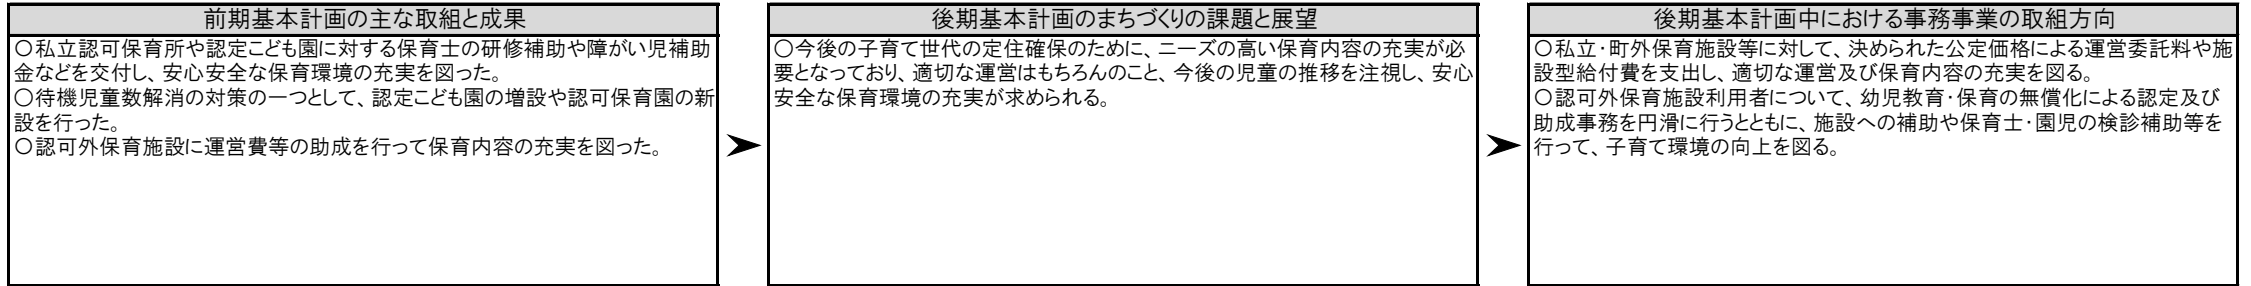 前期基本計画の主な取組と成果
○私立認可保育所や認定こども園に対する保育士の研修補助や障がい児補助
金などを交付し、安心安全な保育環境の充実を図った。
○待機児童数解消の対策の一つとして、認定こども園の増設や認可保育園の新
設を行った。
○認可外保育施設に運営費等の助成を行って保育内容の充実を図った。
後期基本計画のまちづくりの課題と展望
○今後の子育て世代の定住確保のために、ニーズの高い保育内容の充実が必
要となっており、適切な運営はもちろんのこと、今後の児童の推移を注視し、安心
安全な保育環境の充実が求められる。
後期基本計画中における事務事業の取組方向
○私立・町外保育施設等に対して、決められた公定価格による運営委託料や施
設型給付費を支出し、適切な運営及び保育内容の充実を図る。
○認可外保育施設利用者について、幼児教育・保育の無償化による認定及び
助成事務を円滑に行うとともに、施設への補助や保育士・園児の検診補助等を
行って、子育て環境の向上を図る。